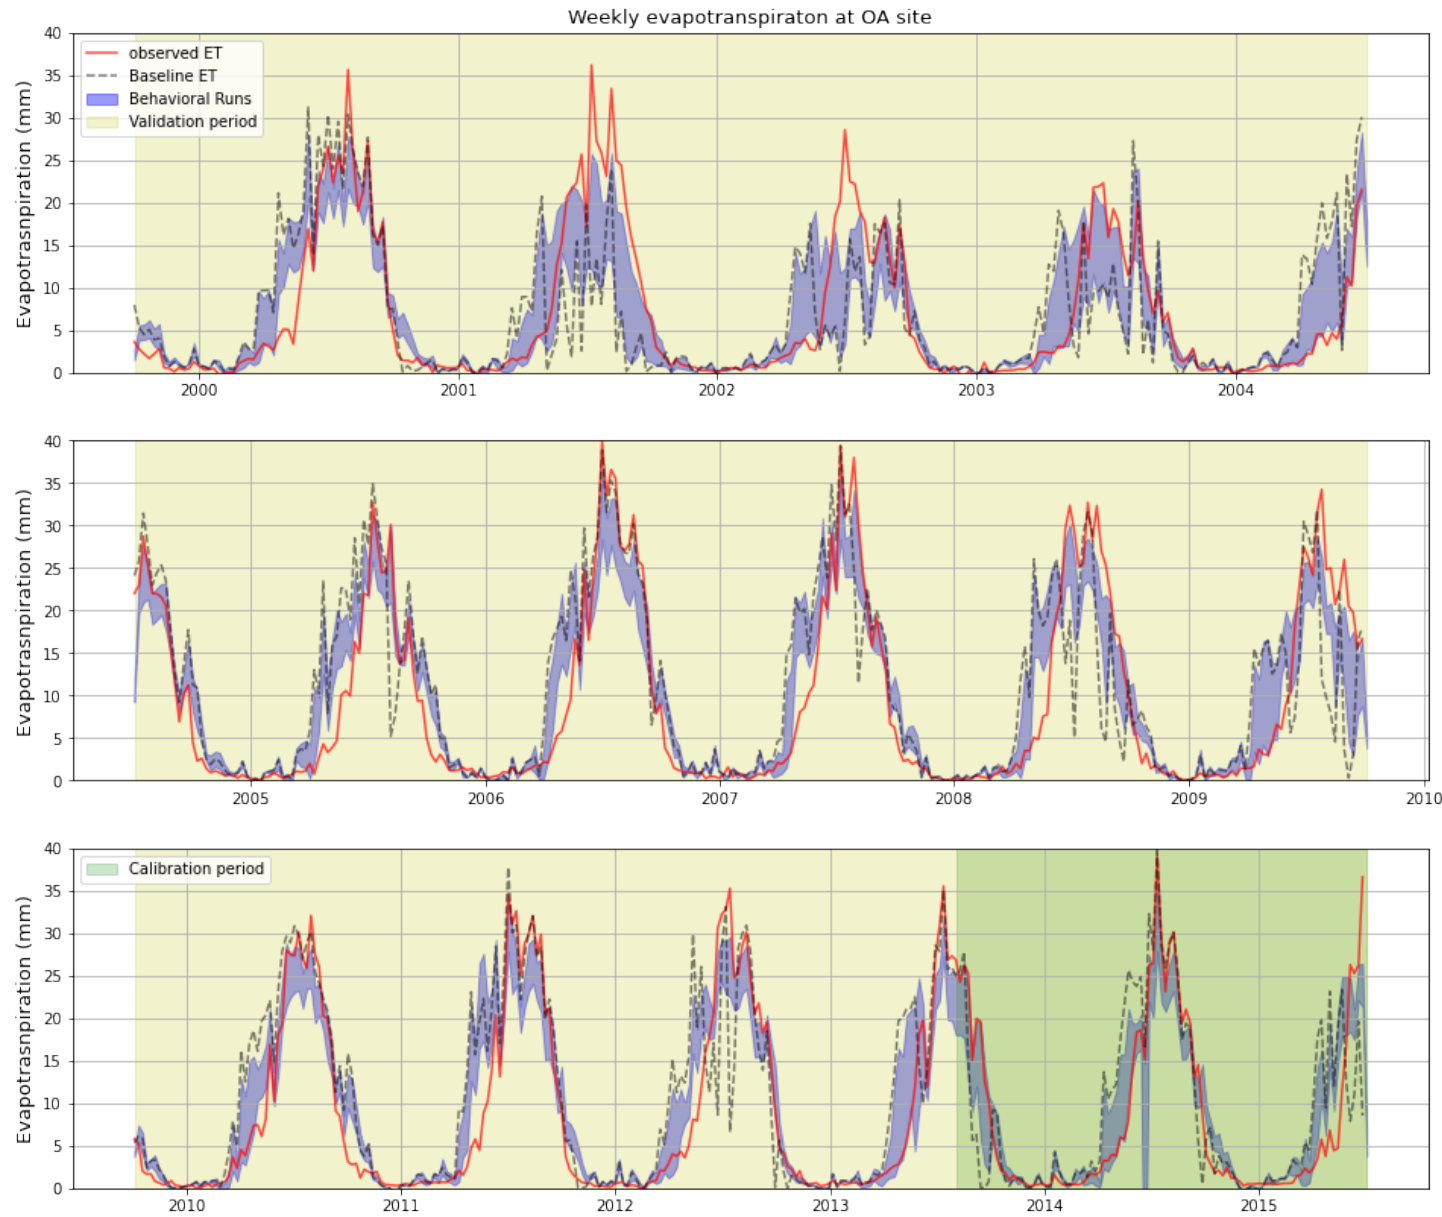 Weekly evapotranspiraton at OA site
40
35
30
25
20
15
10
5
0
Evapotrasnpiration (mm)
observed ET
Baseline ET
Behavioral Runs
Validation period
2000 2001 2002 2003 2004
40
35
30
25
20
15
10
5
0
Evapotrasnpiration (mm)
2005 2006 2007 2008 2009 2010
40
35
30
25
20
15
10
5
0
Evapotrasnpiration (mm)
Calibration period
2010 2011 2012 2013 2014 2015